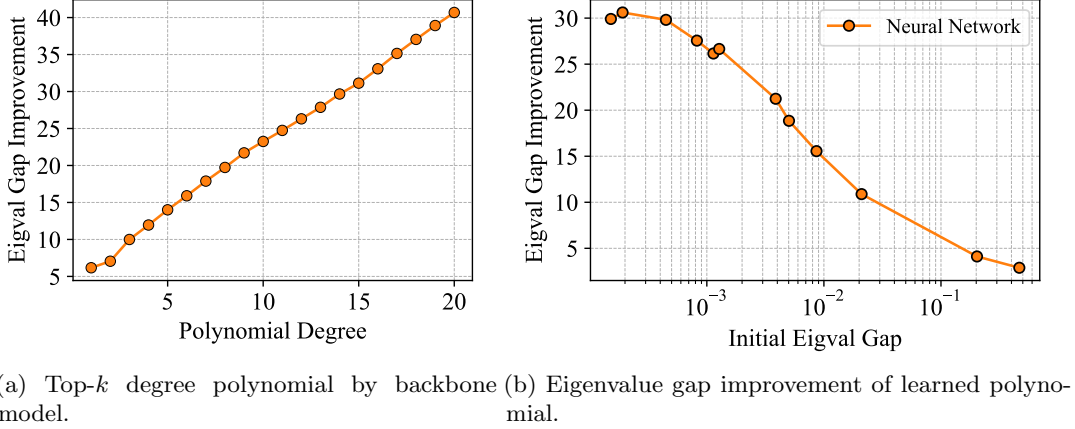 Eigval Gap Improvement
40
35
30
25
20
15
10
5
5 10 15 20
Polynomial Degree
Eigval Gap Improvement
30
25
20
15
10
5
Neural Network
10⁻³ 10⁻² 10⁻¹
Initial Eigval Gap
(a) Top-k degree polynomial by backbone
model.
(b) Eigenvalue gap improvement of learned polyno-
mial.